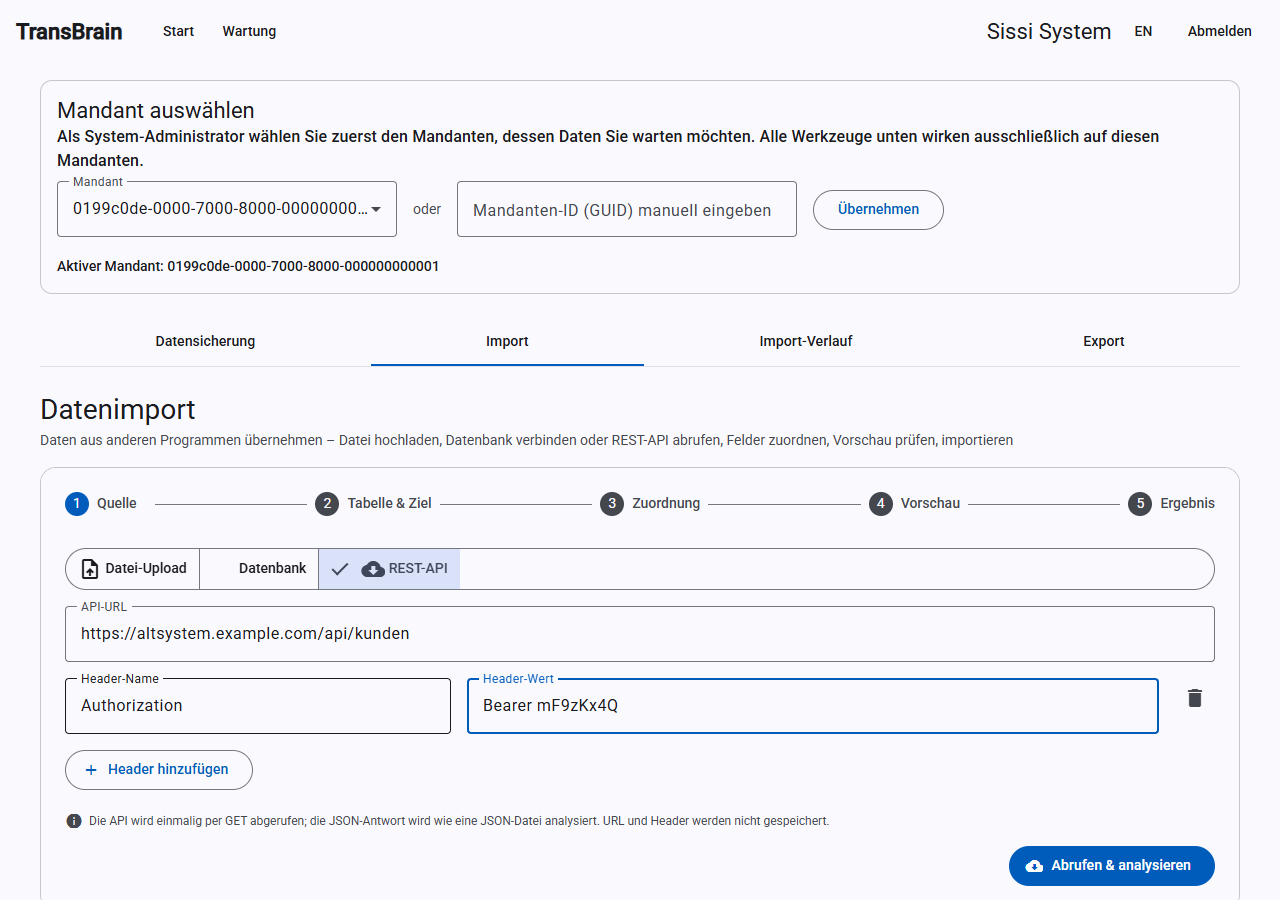 TransBrain
Start
Wartung
Sissi System
EN
Abmelden
Mandant auswählen
Als System-Administrator wählen Sie zuerst den Mandanten, dessen Daten Sie warten möchten. Alle Werkzeuge unten wirken ausschließlich auf diesen
Mandanten.
Mandant
0199c0de-0000-7000-8000-00000000...
oder
Mandanten-ID (GUID) manuell eingeben
Übernehmen
Aktiver Mandant: 0199c0de-0000-7000-8000-000000000001
Datensicherung
Import
Import-Verlauf
Export
Datenimport
Daten aus anderen Programmen übernehmen – Datei hochladen, Datenbank verbinden oder REST-API abrufen, Felder zuordnen, Vorschau prüfen, importieren
1 Quelle
2 Tabelle & Ziel
3 Zuordnung
4 Vorschau
5 Ergebnis
Datei-Upload
Datenbank
REST-API
API-URL
https://altsystem.example.com/api/kunden
Header-Name
Authorization
Header-Wert
Bearer mF9zKx4Q
+ Header hinzufügen
Die API wird einmalig per GET abgerufen; die JSON-Antwort wird wie eine JSON-Datei analysiert. URL und Header werden nicht gespeichert.
Abrufen & analysieren